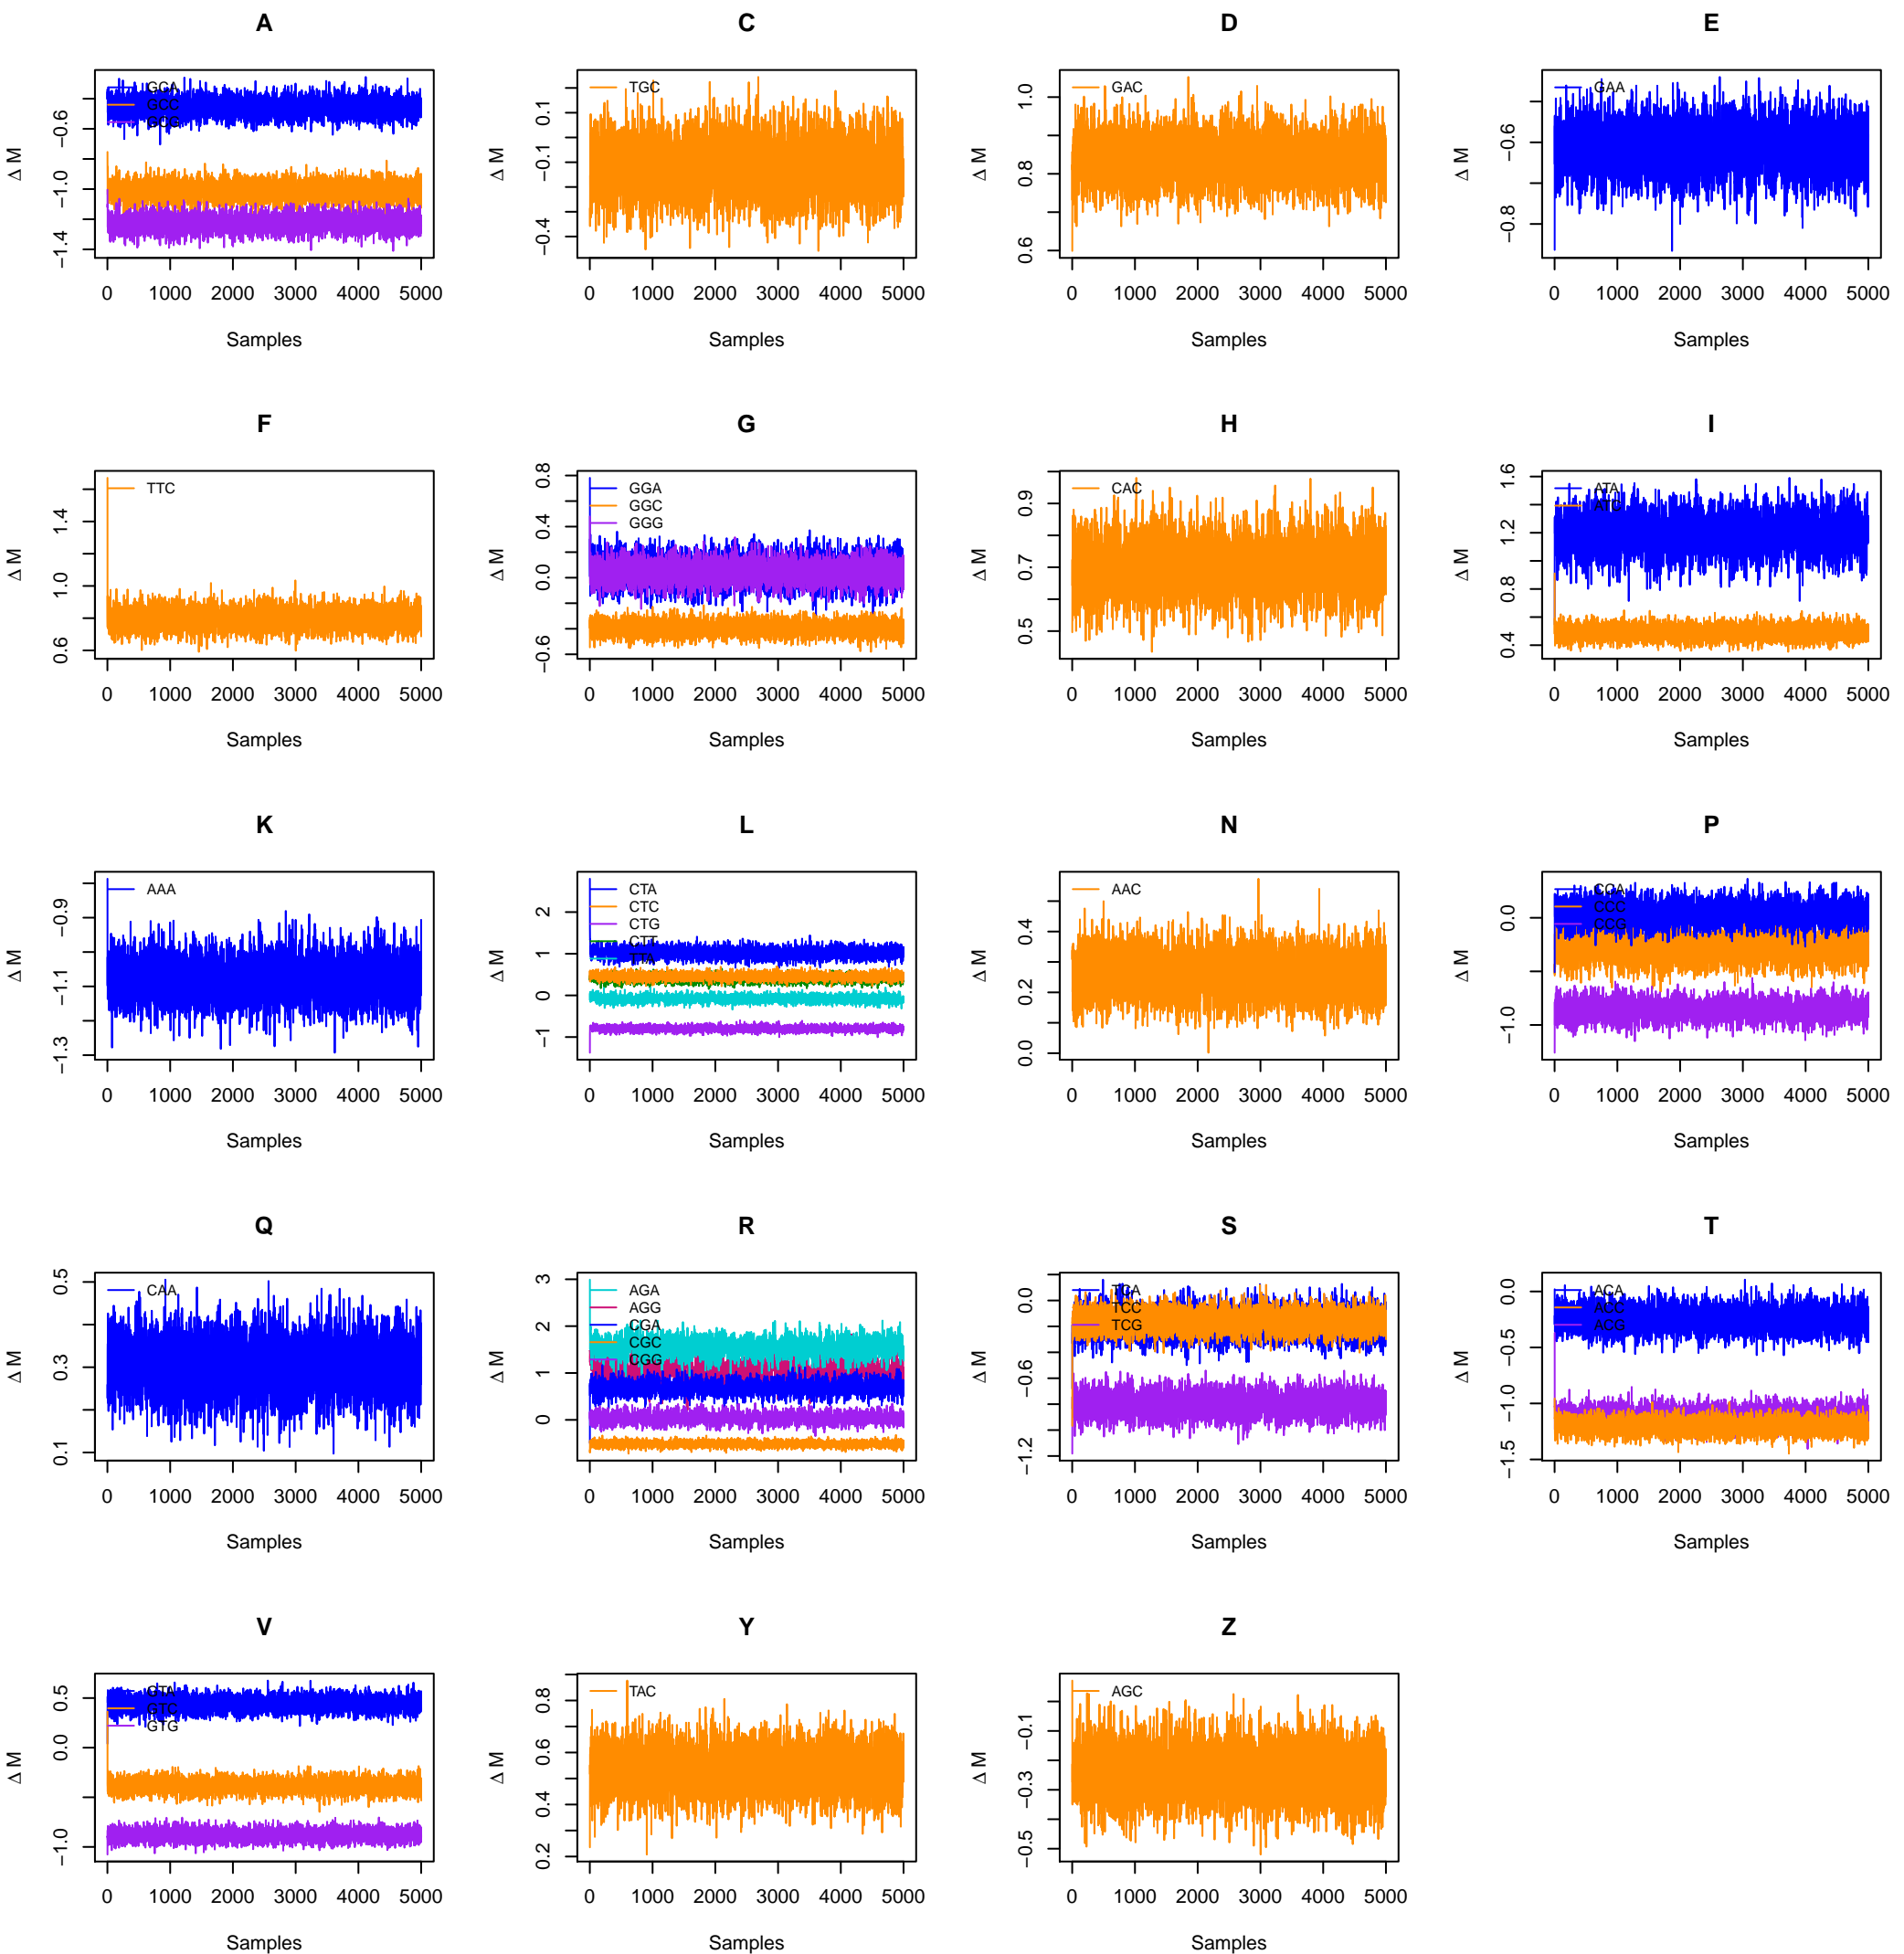 A
C
D
E
GCA
GCC
GCG
−0.6
−1.0
−1.4
Δ M
0 1000 2000 3000 4000 5000
Samples
TGC
0.1
−0.1
−0.4
Δ M
0 1000 2000 3000 4000 5000
Samples
GAC
1.0
0.8
0.6
Δ M
0 1000 2000 3000 4000 5000
Samples
GAA
−0.6
−0.8
Δ M
0 1000 2000 3000 4000 5000
Samples
F
G
H
I
TTC
1.4
1.0
0.6
Δ M
0 1000 2000 3000 4000 5000
Samples
GGA
GGC
GGG
0.8
0.4
0.0
−0.6
Δ M
0 1000 2000 3000 4000 5000
Samples
CAC
0.9
0.7
0.5
Δ M
0 1000 2000 3000 4000 5000
Samples
ATA
ATC
1.6
1.2
0.8
0.4
Δ M
0 1000 2000 3000 4000 5000
Samples
K
L
N
P
AAA
−0.9
−1.1
−1.3
Δ M
0 1000 2000 3000 4000 5000
Samples
CTA
CTC
CTG
CTT
TTA
2
1
0
−1
Δ M
0 1000 2000 3000 4000 5000
Samples
AAC
0.4
0.2
0.0
Δ M
0 1000 2000 3000 4000 5000
Samples
CCA
CCC
CCG
0.0
−1.0
Δ M
0 1000 2000 3000 4000 5000
Samples
Q
R
S
T
CAA
0.5
0.3
0.1
Δ M
0 1000 2000 3000 4000 5000
Samples
AGA
AGG
CGA
CGC
CGG
3
2
1
0
Δ M
0 1000 2000 3000 4000 5000
Samples
TCA
TCC
TCG
0.0
−0.6
−1.2
Δ M
0 1000 2000 3000 4000 5000
Samples
ACA
ACC
ACG
0.0
−0.5
−1.0
−1.5
Δ M
0 1000 2000 3000 4000 5000
Samples
V
Y
Z
GTA
GTC
GTG
0.5
0.0
−1.0
Δ M
0 1000 2000 3000 4000 5000
Samples
TAC
0.8
0.6
0.4
0.2
Δ M
0 1000 2000 3000 4000 5000
Samples
AGC
−0.1
−0.3
−0.5
Δ M
0 1000 2000 3000 4000 5000
Samples